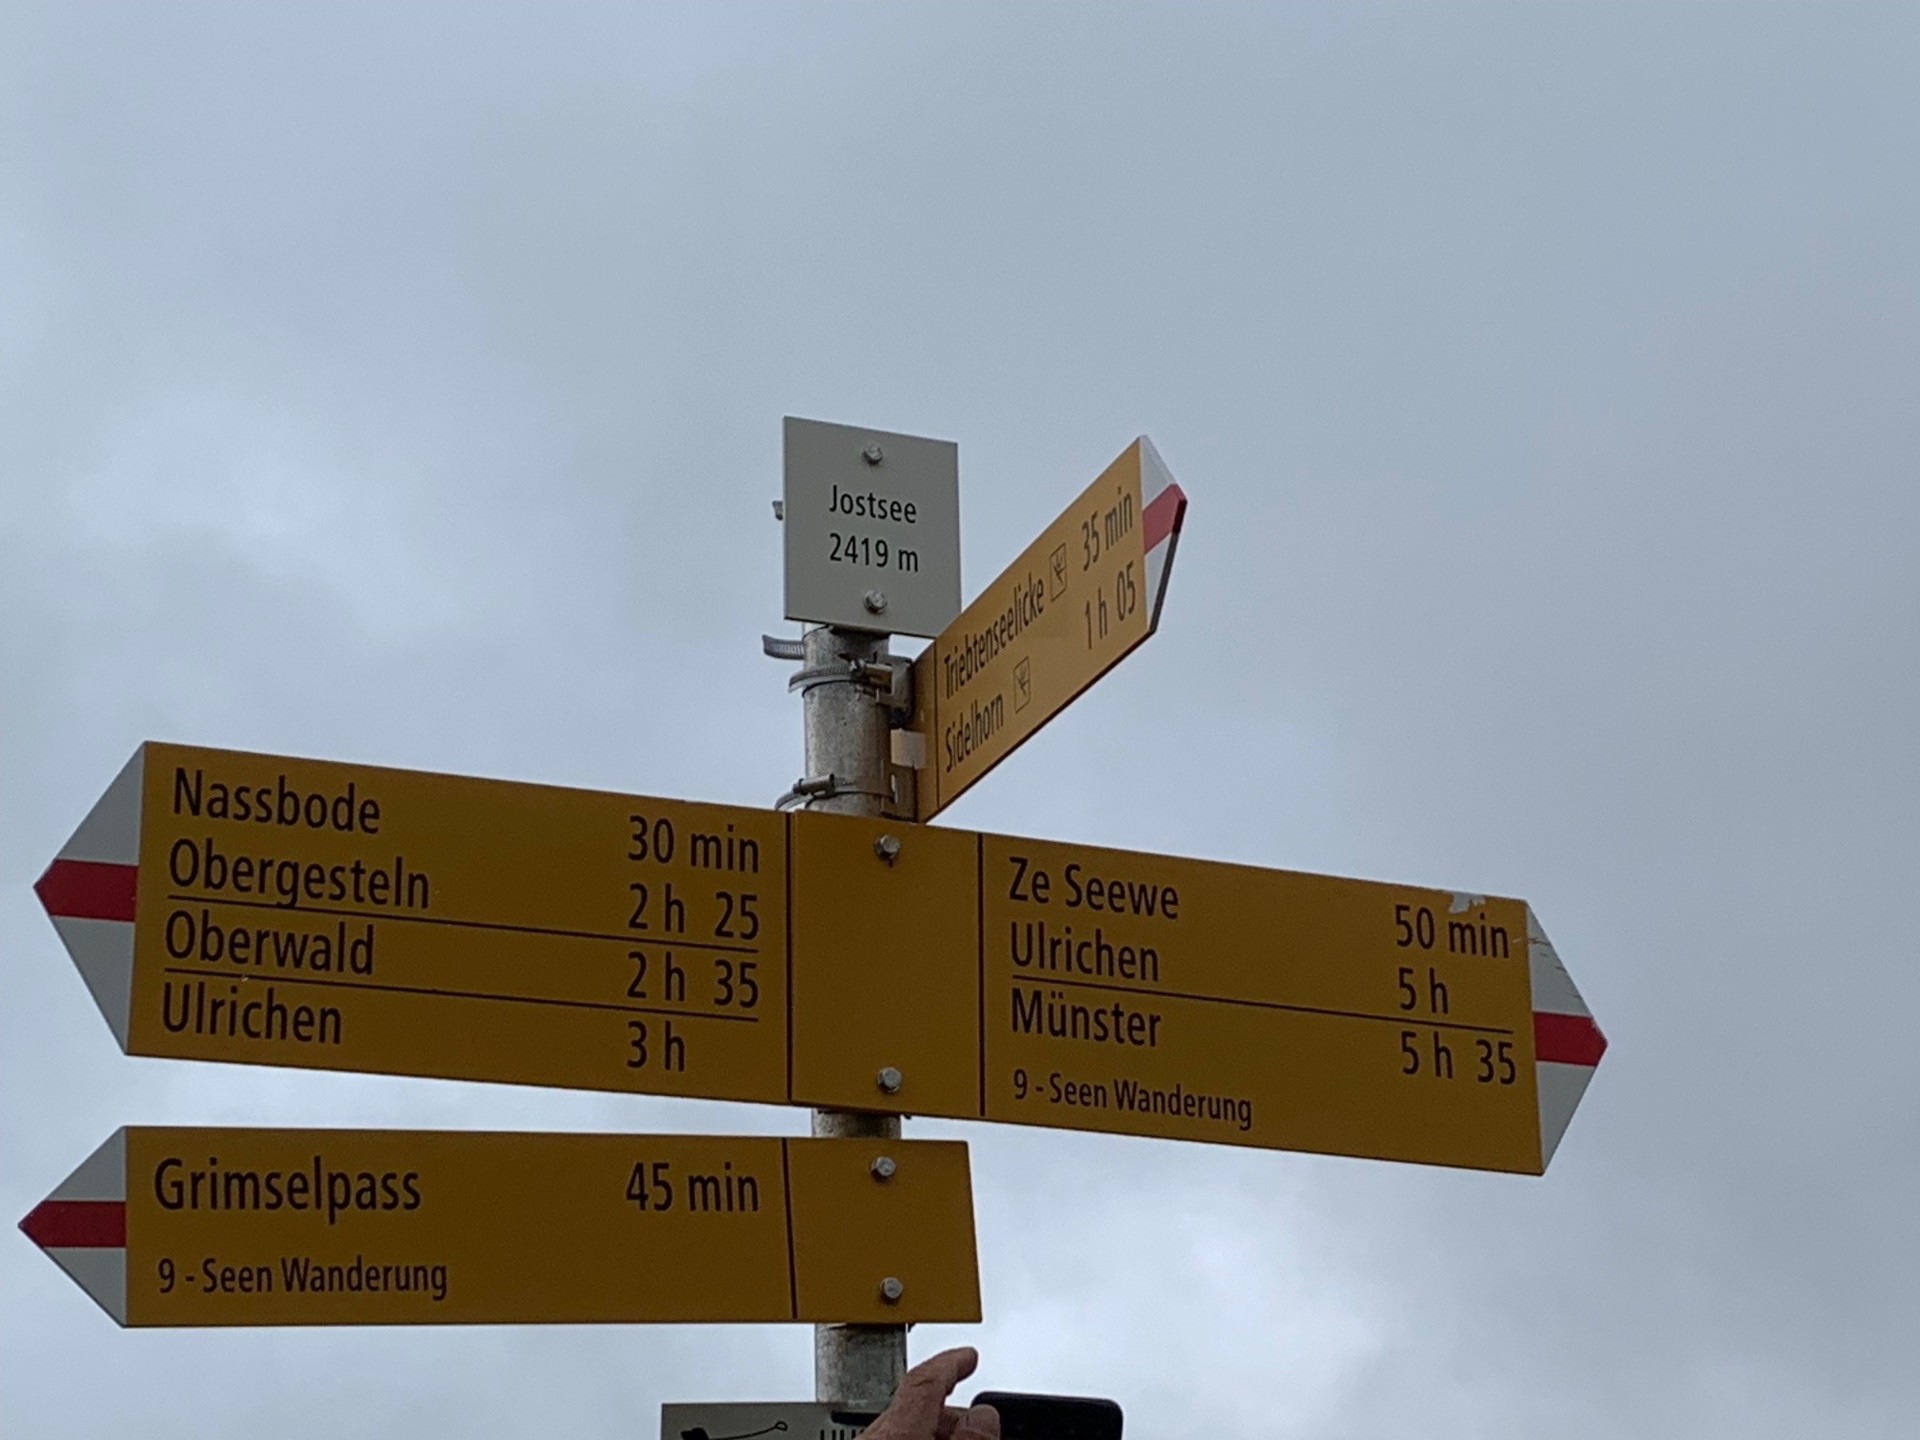 Jostsee
2419 m
Triebtenseelicke 35 min
Sidelhorn 1 h 05
Nassbode 30 min
Obergesteln 2 h 25
Oberwald 2 h 35
Ulrichen 3 h
Ze Seewe 50 min
Ulrichen 5 h
Münster 5 h 35
9 - Seen Wanderung
Grimselpass 45 min
9 - Seen Wanderung